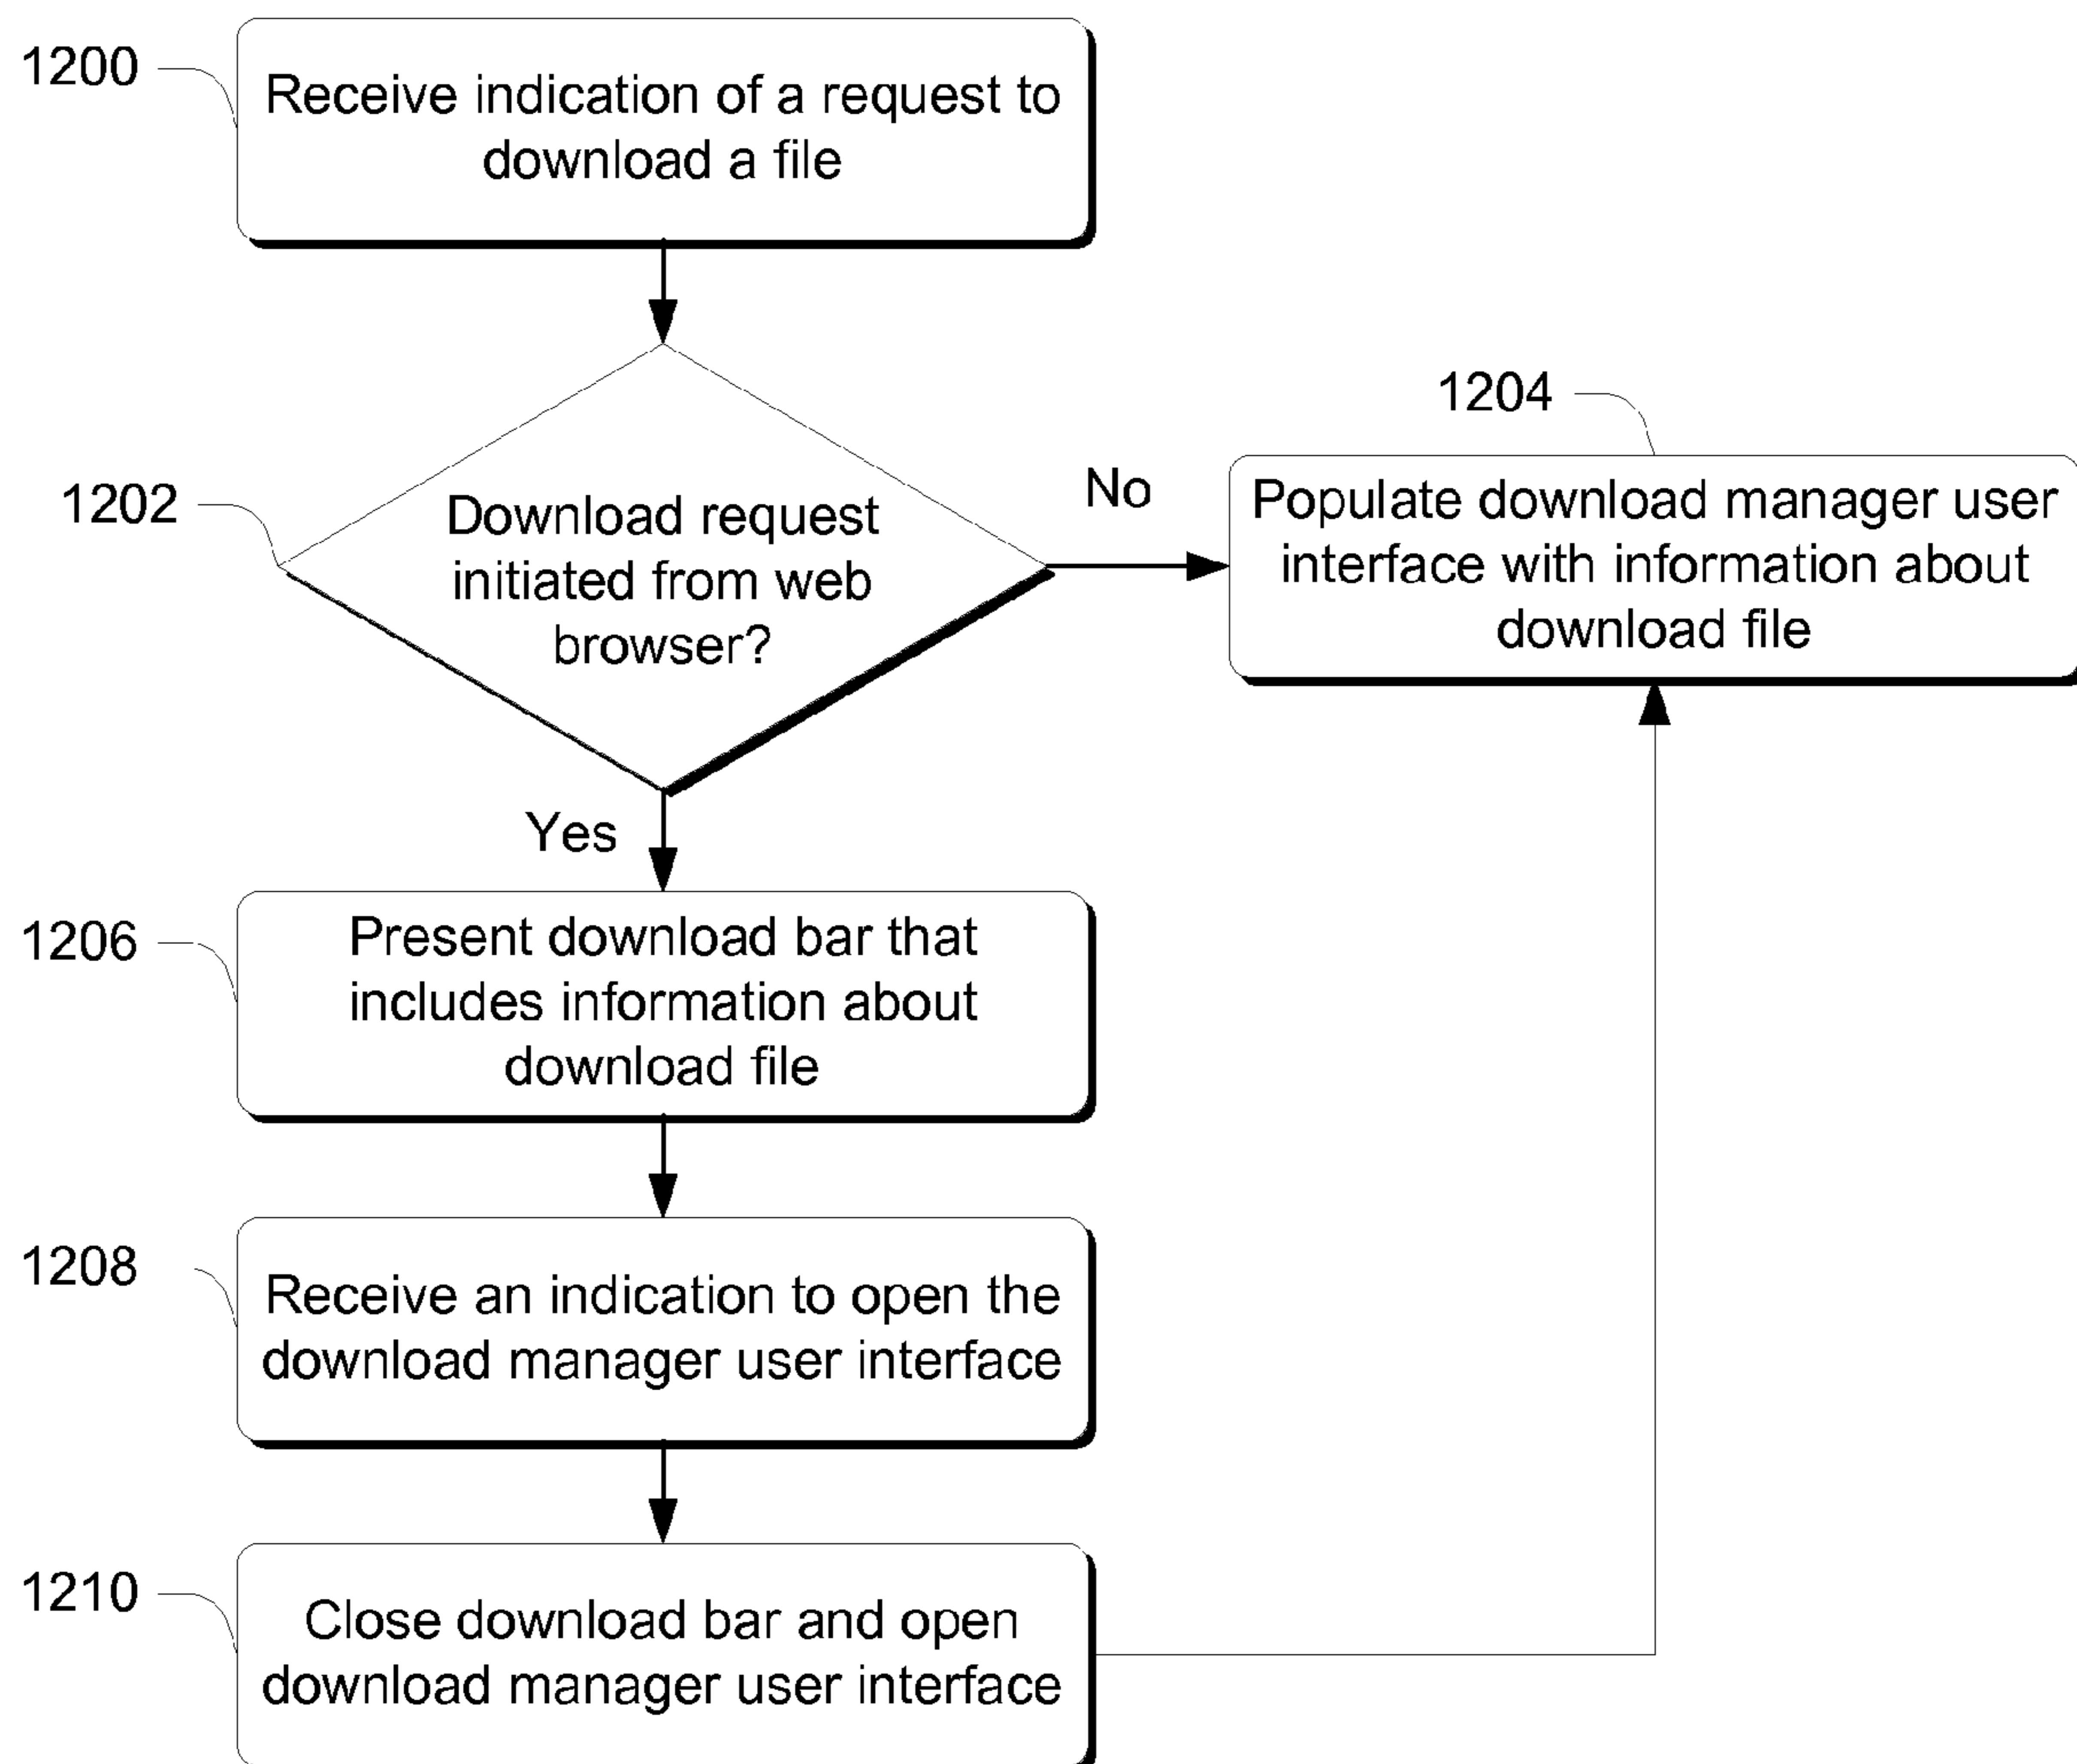 1200
Receive indication of a request to
download a file
1202
Download request
initiated from web
browser?
No
1204
Populate download manager user
interface with information about
download file
Yes
1206
Present download bar that
includes information about
download file
1208
Receive an indication to open the
download manager user interface
1210
Close download bar and open
download manager user interface